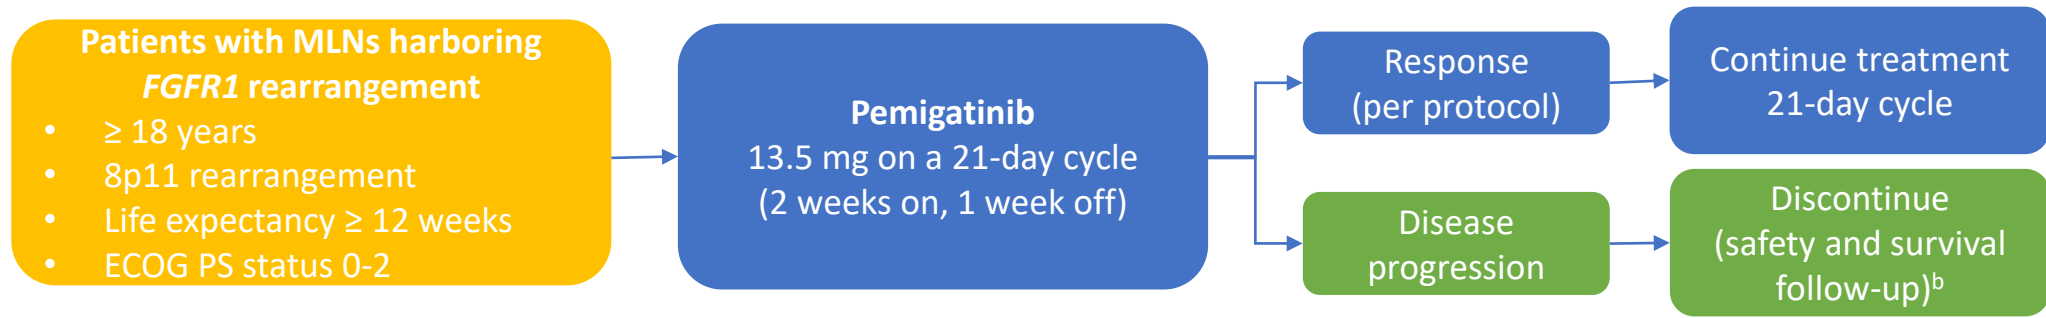 Patients with MLNs harboring
FGFR1 rearrangement
• ≥ 18 years
• 8p11 rearrangement
• Life expectancy ≥ 12 weeks
• ECOG PS status 0-2
Pemigatinib
13.5 mg on a 21-day cycle
(2 weeks on, 1 week off)
Response
(per protocol)
Continue treatment
21-day cycle
Disease
progression
Discontinue
(safety and survival
follow-up)ᵇ